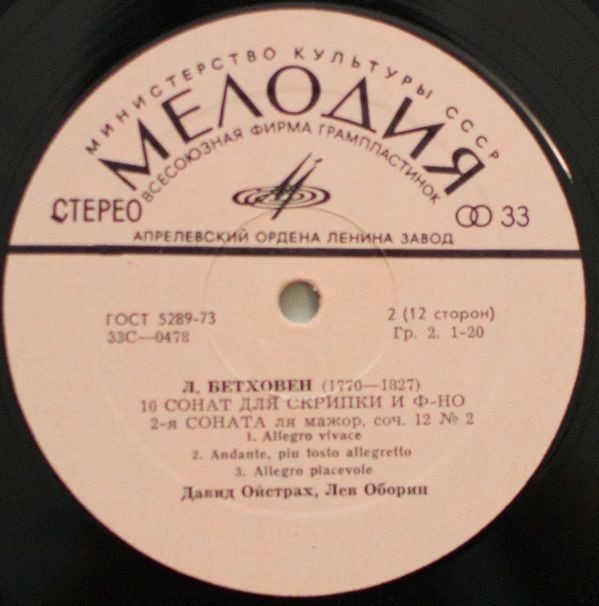 МИНИСТЕРСТВО КУЛЬТУРЫ СССР
МЕЛОДИЯ
ВСЕСОЮЗНАЯ ФИРМА ГРАМПЛАСТИНОК
СТЕРЕО
33
АПРЕЛЕВСКИЙ ОРДЕНА ЛЕНИНА ЗАВОД
ГОСТ 5289-73
2 (12 сторон)
33С—0478
Гр. 2. 1-20
Л. БЕТХОВЕН (1770—1827)
10 СОНАТ ДЛЯ СКРИПКИ И Ф-НО
2-я СОНАТА ля мажор, соч. 12 № 2
1. Allegro vivace
2. Andante, piu tosto allegretto
3. Allegro piacevole
Давид Ойстрах, Лев Оборин